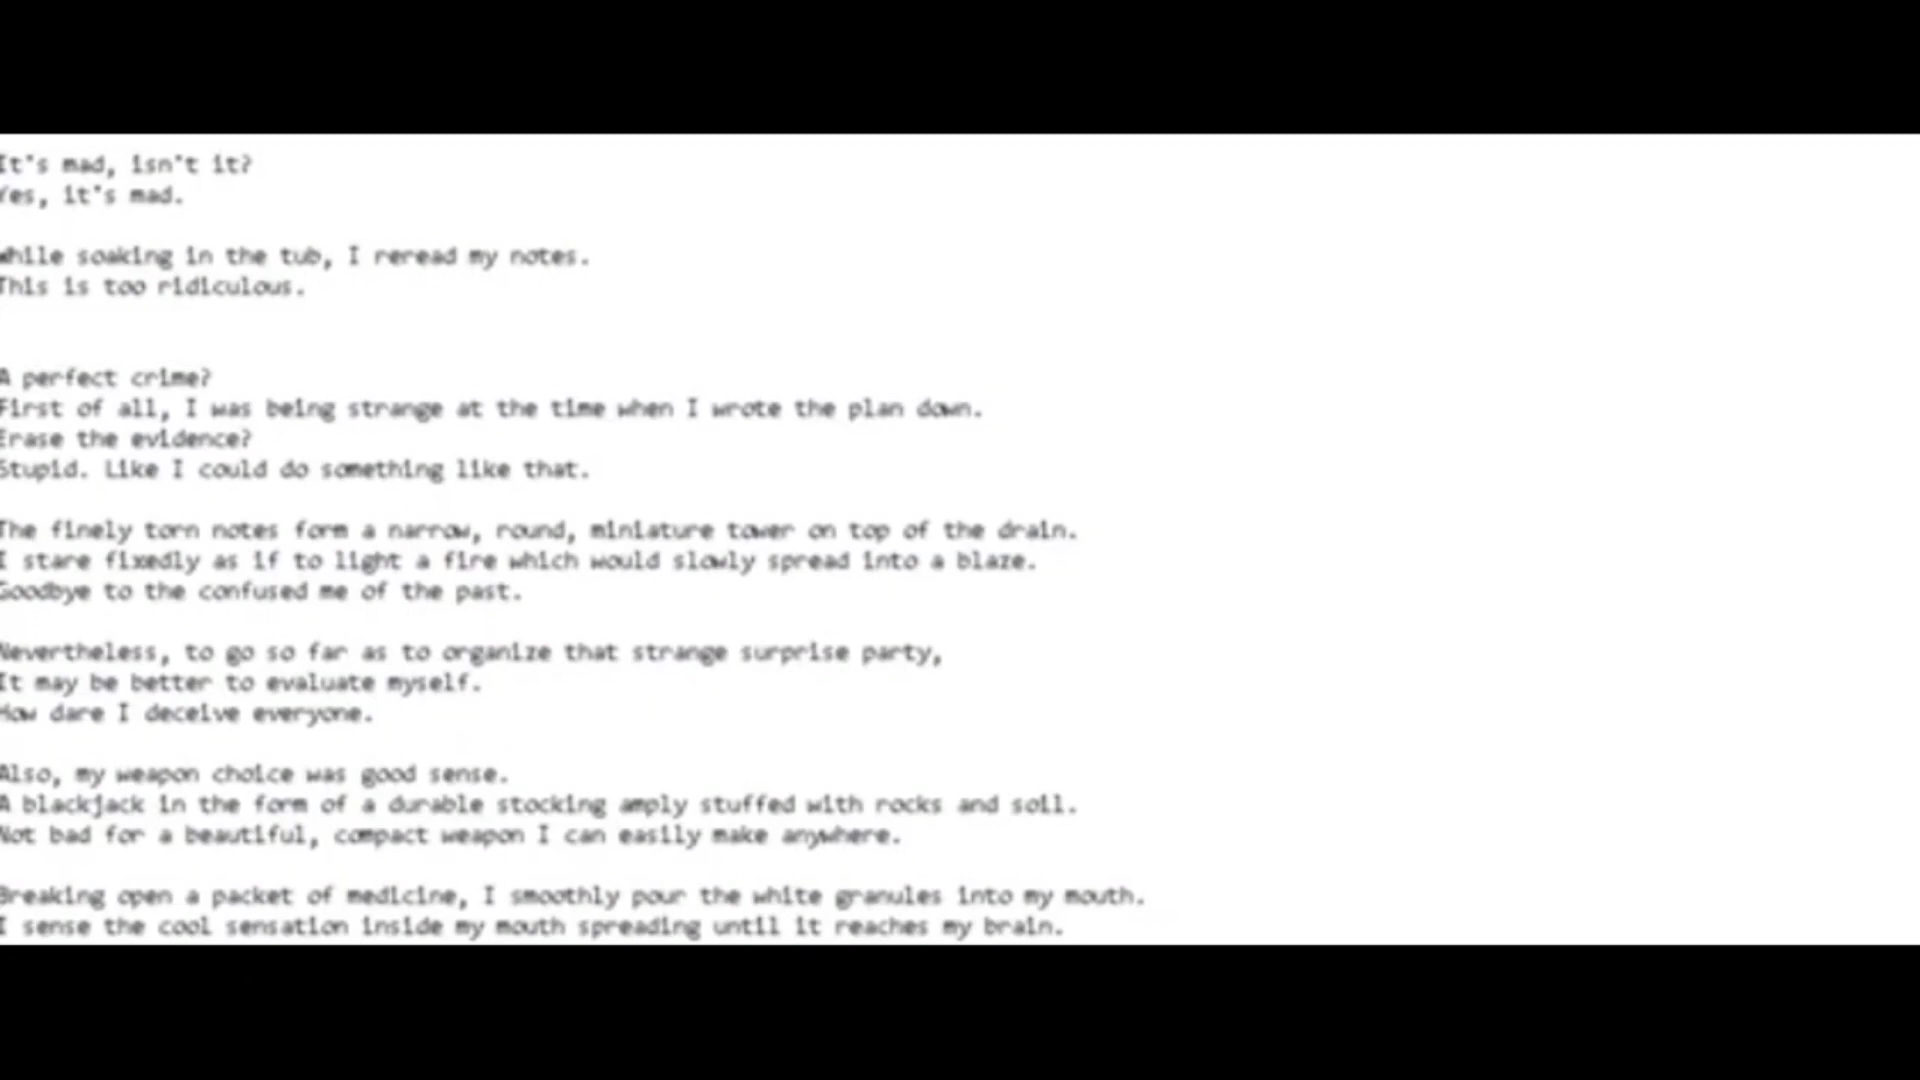 It's mad, isn't it?
Yes, it's mad.
While soaking in the tub, I reread my notes.
This is too ridiculous.
A perfect crime?
First of all, I was being strange at the time when I wrote the plan down.
Erase the evidence?
Stupid. Like I could do something like that.
The finely torn notes form a narrow, round, miniature tower on top of the drain.
I stare fixedly as if to light a fire which would slowly spread into a blaze.
Goodbye to the confused me of the past.
Nevertheless, to go so far as to organize that strange surprise party,
It may be better to evaluate myself.
How dare I deceive everyone.
Also, my weapon choice was good sense.
A blackjack in the form of a durable stocking amply stuffed with rocks and soil.
Not bad for a beautiful, compact weapon I can easily make anywhere.
Breaking open a packet of medicine, I smoothly pour the white granules into my mouth.
I sense the cool sensation inside my mouth spreading until it reaches my brain.